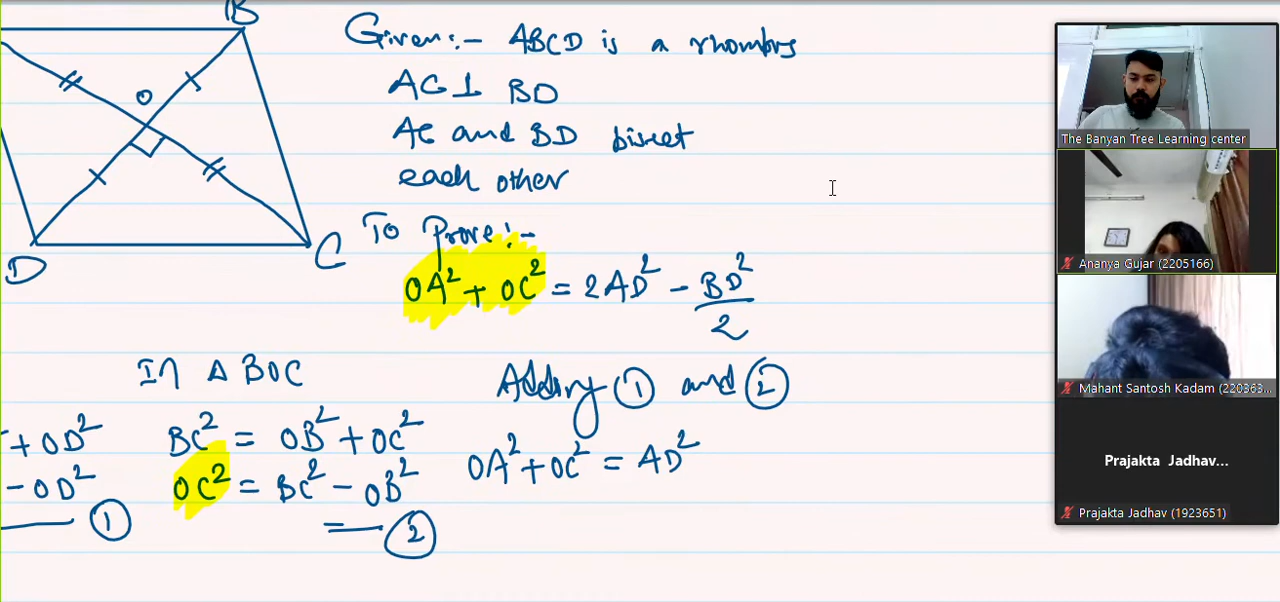 B
Given:- ABCD is a rhombus
AC⊥ BD
O
AC and BD bisect
each other
To Prove:-
D
C
OA² + OC² = 2AD² - BD²/2
In Δ BOC
Adding ① and ②
+ OD² BC² = OB² + OC²
- OD² OC² = BC² - OB²
OA² + OC² = AD²
① ②
The Banyan Tree Learning center
Ananya Gujar (2205166)
Mahant Santosh Kadam (220363...
Prajakta Jadhav...
Prajakta Jadhav (1923651)